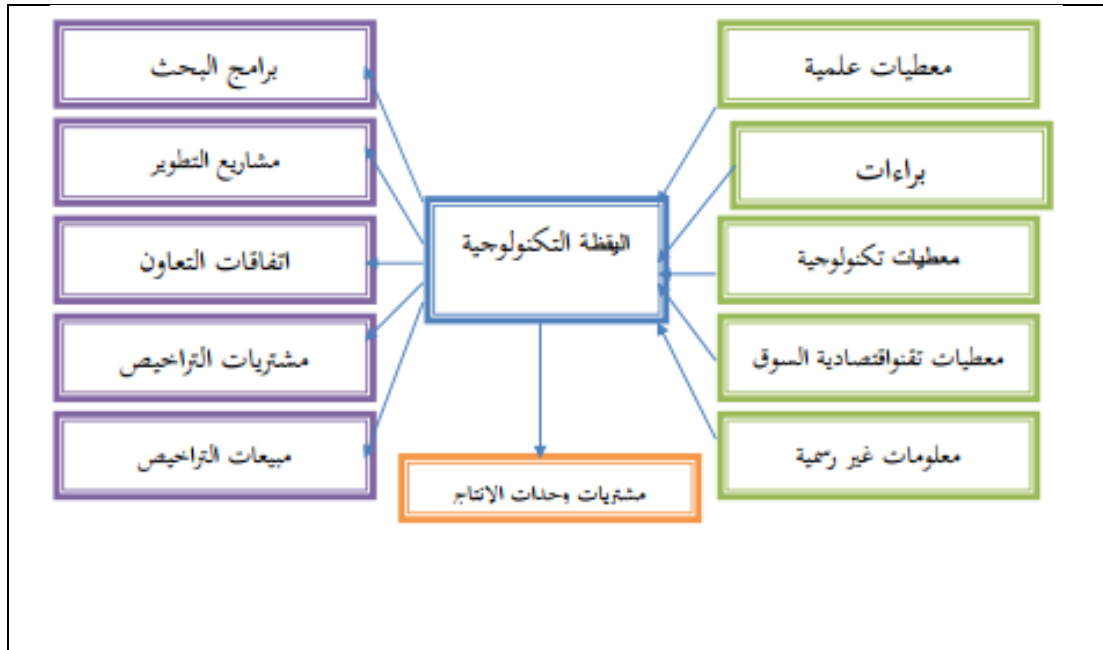 معطيات علمية
براءات
معطيات تكنولوجية
معطيات تقنواقتصادية السوق
معلومات غير رسمية
اليقظة التكنولوجية
برامج البحث
مشاريع التطوير
اتفاقات التعاون
مشتريات التراخيص
مبيعات التراخيص
مشتريات وحدات الإنتاج